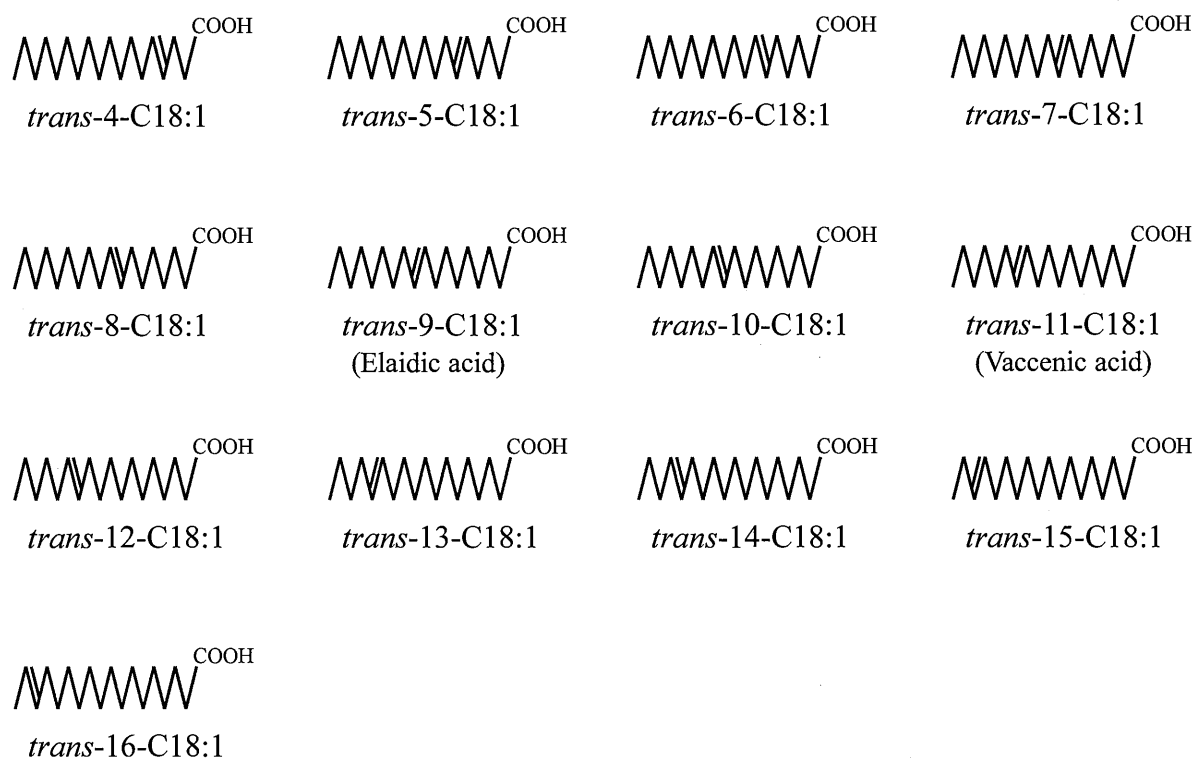 COOH COOH COOH COOH
trans-4-C18:1 trans-5-C18:1 trans-6-C18:1 trans-7-C18:1
COOH COOH COOH COOH
trans-8-C18:1 trans-9-C18:1 trans-10-C18:1 trans-11-C18:1
(Elaidic acid) (Vaccenic acid)
COOH COOH COOH COOH
trans-12-C18:1 trans-13-C18:1 trans-14-C18:1 trans-15-C18:1
COOH
trans-16-C18:1